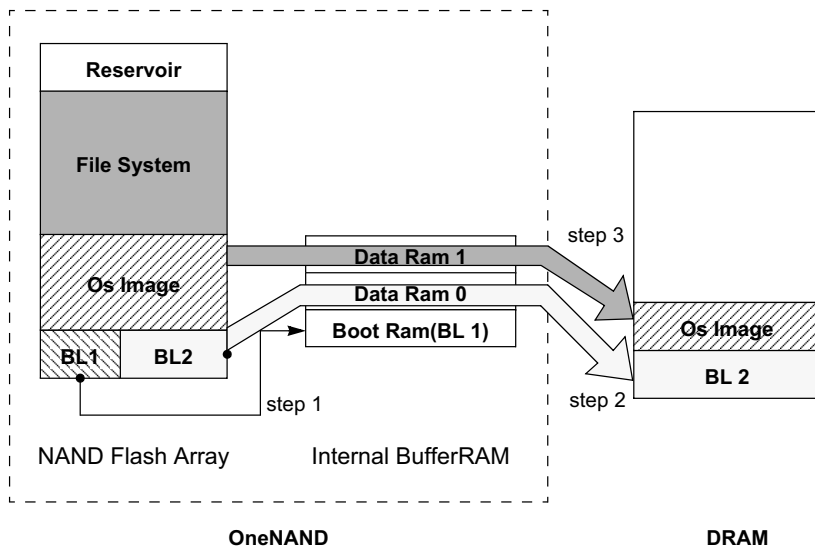 Reservoir
File System
Os Image
BL1
BL2
step 1
NAND Flash Array
Data Ram 1
Data Ram 0
Boot Ram(BL 1)
Internal BufferRAM
step 3
step 2
Os Image
BL 2
OneNAND
DRAM